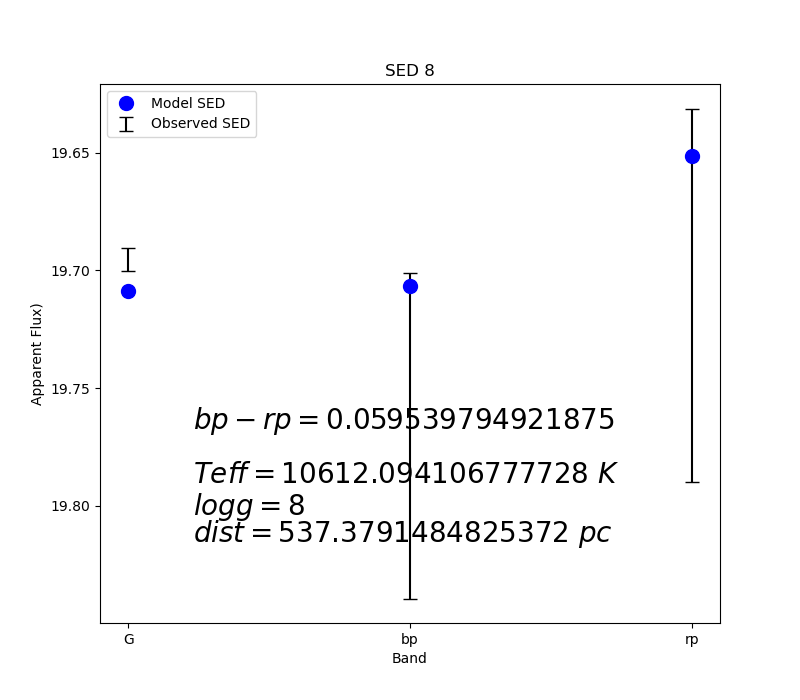 SED 8
Model SED
Observed SED
19.65
19.70
19.75
19.80
Apparent Flux)
bp − rp = 0.059539794921875
Teff = 10612.094106777728 K
logg = 8
dist = 537.3791484825372 pc
G
bp
rp
Band